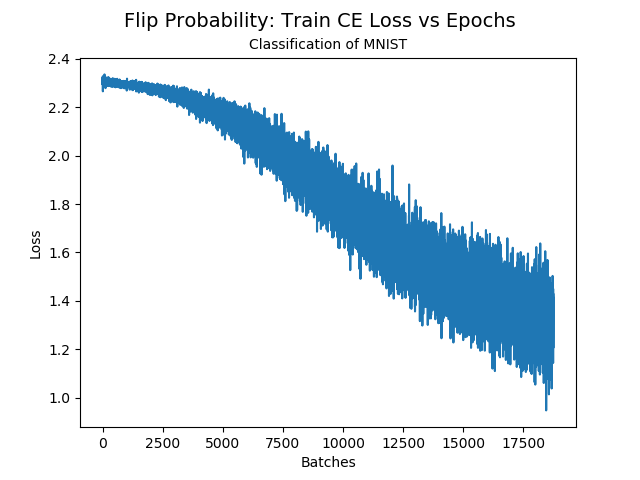 Flip Probability: Train CE Loss vs Epochs
Classification of MNIST
2.4
2.2
2.0
1.8
1.6
1.4
1.2
1.0
Loss
0 2500 5000 7500 10000 12500 15000 17500
Batches